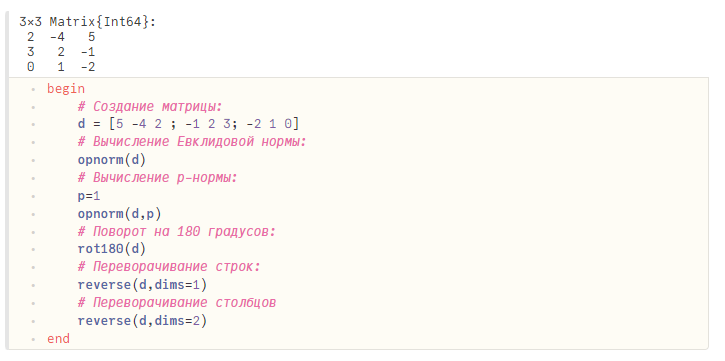 3×3 Matrix{Int64}:
 2  -4   5
 3   2  -1
 0   1  -2
begin
    # Создание матрицы:
    d = [5 -4 2 ; -1 2 3; -2 1 0]
    # Вычисление Евклидовой нормы:
    opnorm(d)
    # Вычисление p-нормы:
    p=1
    opnorm(d,p)
    # Поворот на 180 градусов:
    rot180(d)
    # Переворачивание строк:
    reverse(d,dims=1)
    # Переворачивание столбцов
    reverse(d,dims=2)
end